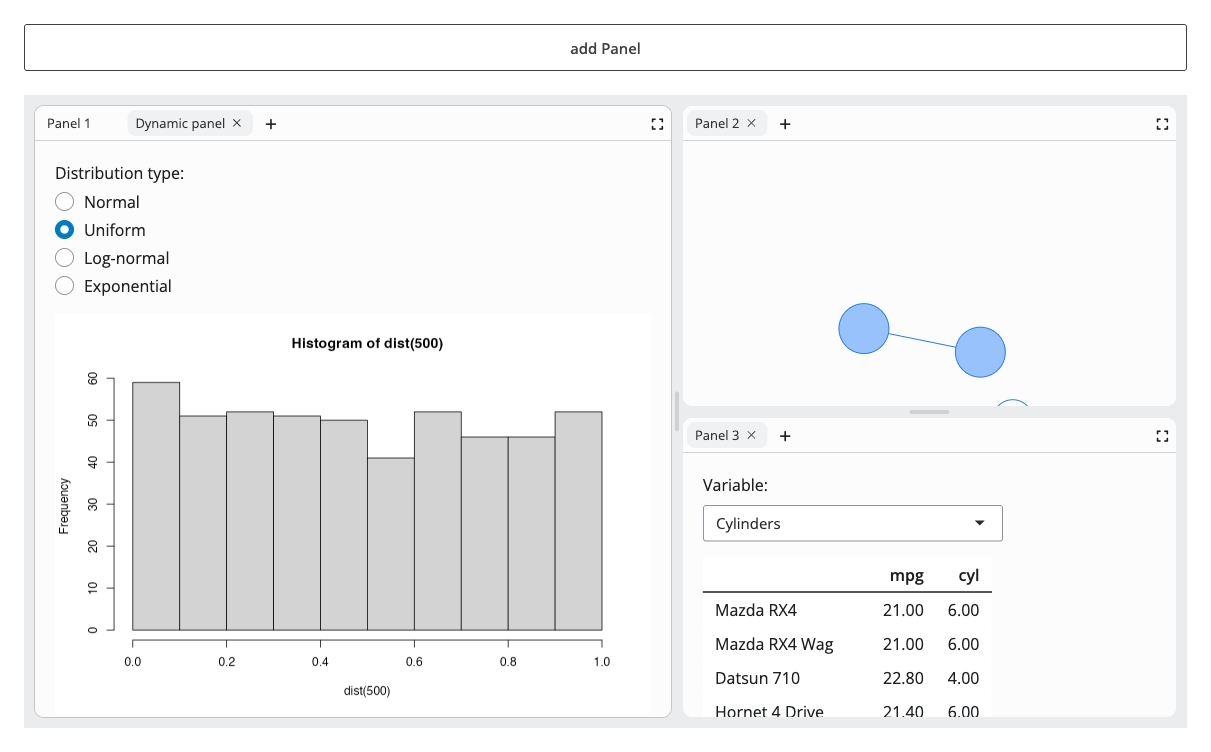 add Panel
Panel 1 Dynamic panel × +
Distribution type:
Normal
Uniform
Log-normal
Exponential
Histogram of dist(500)
Frequency
60
50
40
30
20
10
0
0.0 0.2 0.4 0.6 0.8 1.0
dist(500)
Panel 2 × +
Panel 3 × +
Variable:
Cylinders
mpg cyl
Mazda RX4 21.00 6.00
Mazda RX4 Wag 21.00 6.00
Datsun 710 22.80 4.00
Hornet 4 Drive 21.40 6.00